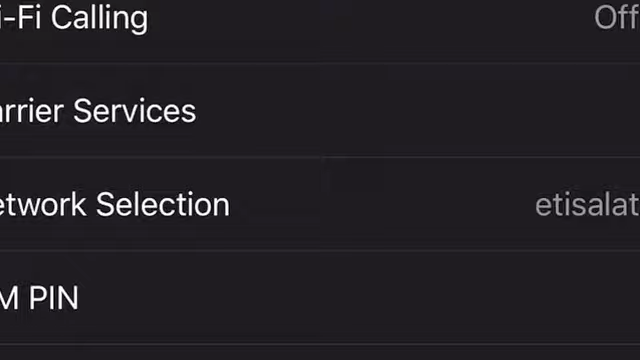 i-Fi Calling Off
arrier Services
etwork Selection etisalat
M PIN